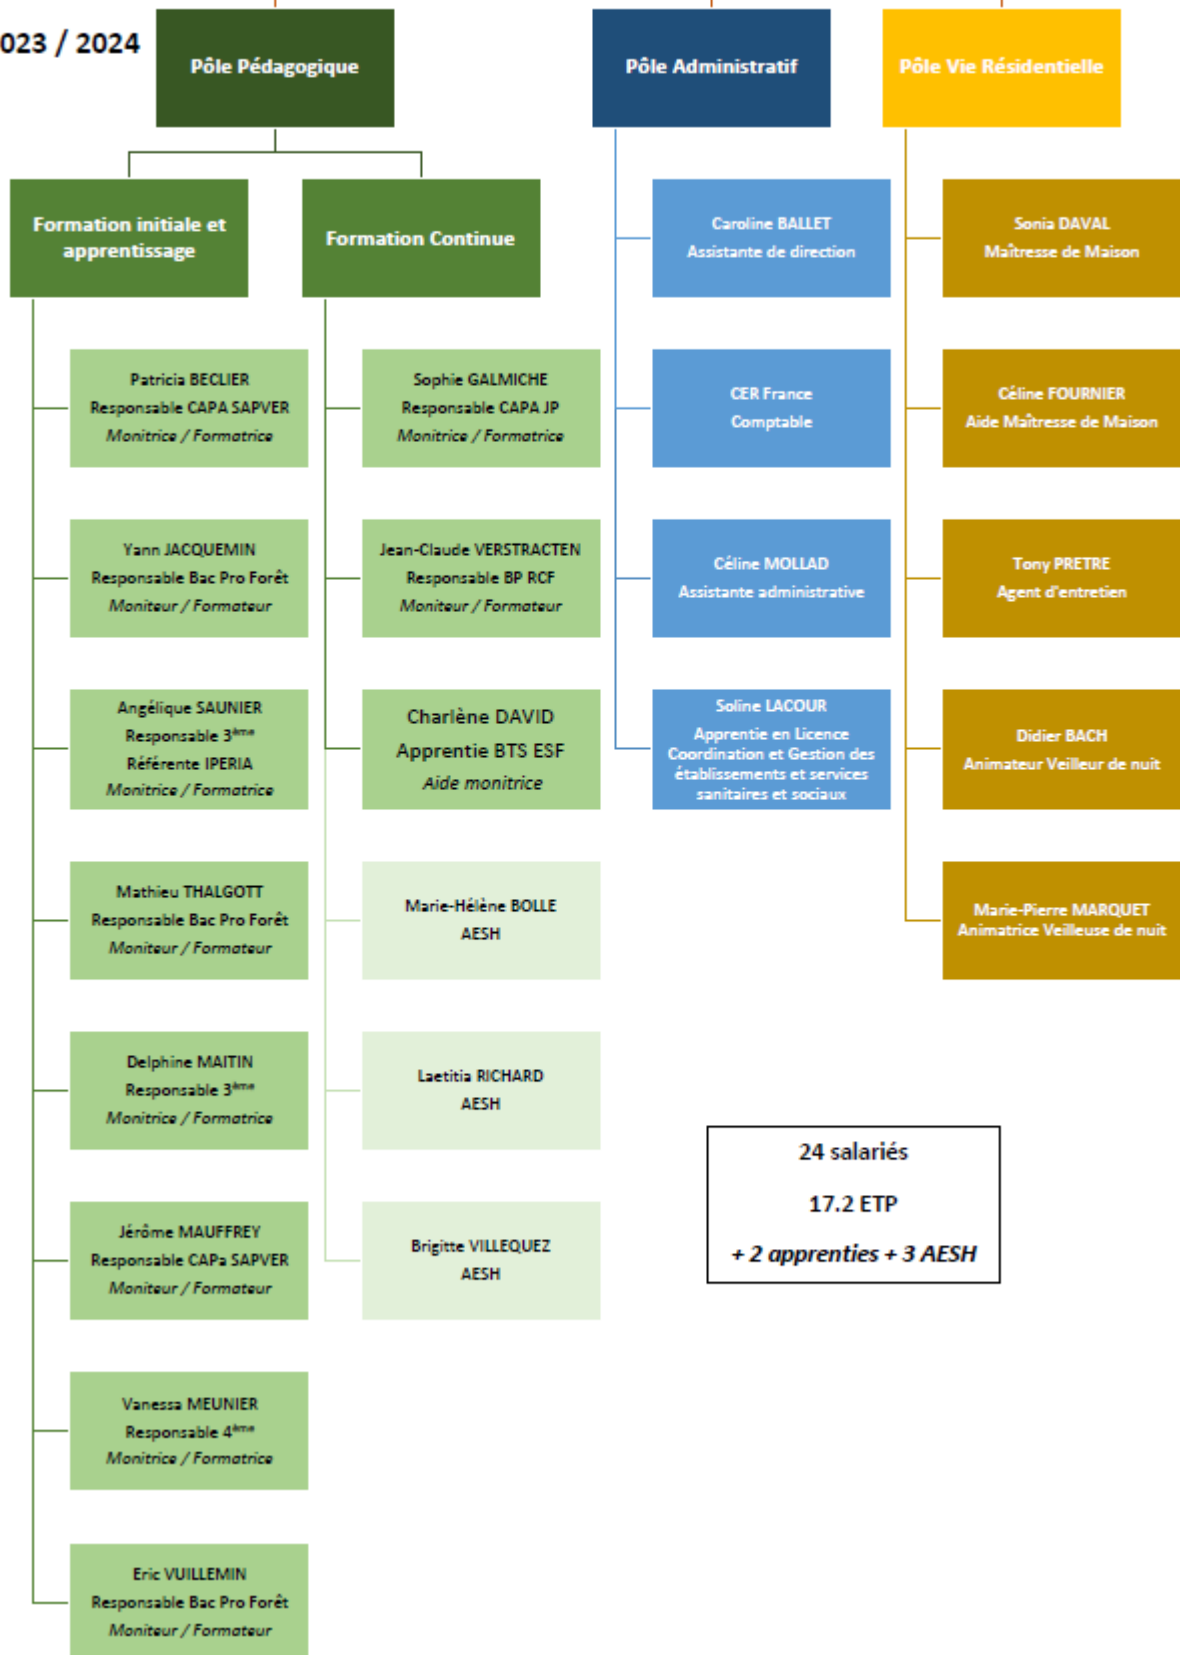 023 / 2024
Pôle Pédagogique
Formation initiale et
apprentissage
Patricia BECLIER
Responsable CAPA SAPVER
Monitrice / Formatrice
Yann JACQUEMIN
Responsable Bac Pro Forêt
Moniteur / Formateur
Angélique SAUNIER
Responsable 3ème
Référente IPERIA
Monitrice / Formatrice
Mathieu THALGOTT
Responsable Bac Pro Forêt
Moniteur / Formateur
Delphine MAITIN
Responsable 3ème
Monitrice / Formatrice
Jérôme MAUFFREY
Responsable CAPa SAPVER
Moniteur / Formateur
Vanessa MEUNIER
Responsable 4ème
Monitrice / Formatrice
Eric VUILLEMIN
Responsable Bac Pro Forêt
Moniteur / Formateur
Formation Continue
Sophie GALMICHE
Responsable CAPA JP
Monitrice / Formatrice
Jean-Claude VERSTRACTEN
Responsable BP RCF
Moniteur / Formateur
Charlène DAVID
Apprentie BTS ESF
Aide monitrice
Marie-Hélène BOLLE
AESH
Laetitia RICHARD
AESH
Brigitte VILLEQUEZ
AESH
Pôle Administratif
Caroline BALLET
Assistante de direction
CER France
Comptable
Céline MOLLAD
Assistante administrative
Soline LACOUR
Apprentie en Licence
Coordination et Gestion des
établissements et services
sanitaires et sociaux
Pôle Vie Résidentielle
Sonia DAVAL
Maîtresse de Maison
Céline FOURNIER
Aide Maîtresse de Maison
Tony PRETRE
Agent d'entretien
Didier BACH
Animateur Veilleur de nuit
Marie-Pierre MARQUET
Animatrice Veilleuse de nuit
24 salariés
17.2 ETP
+ 2 apprenties + 3 AESH